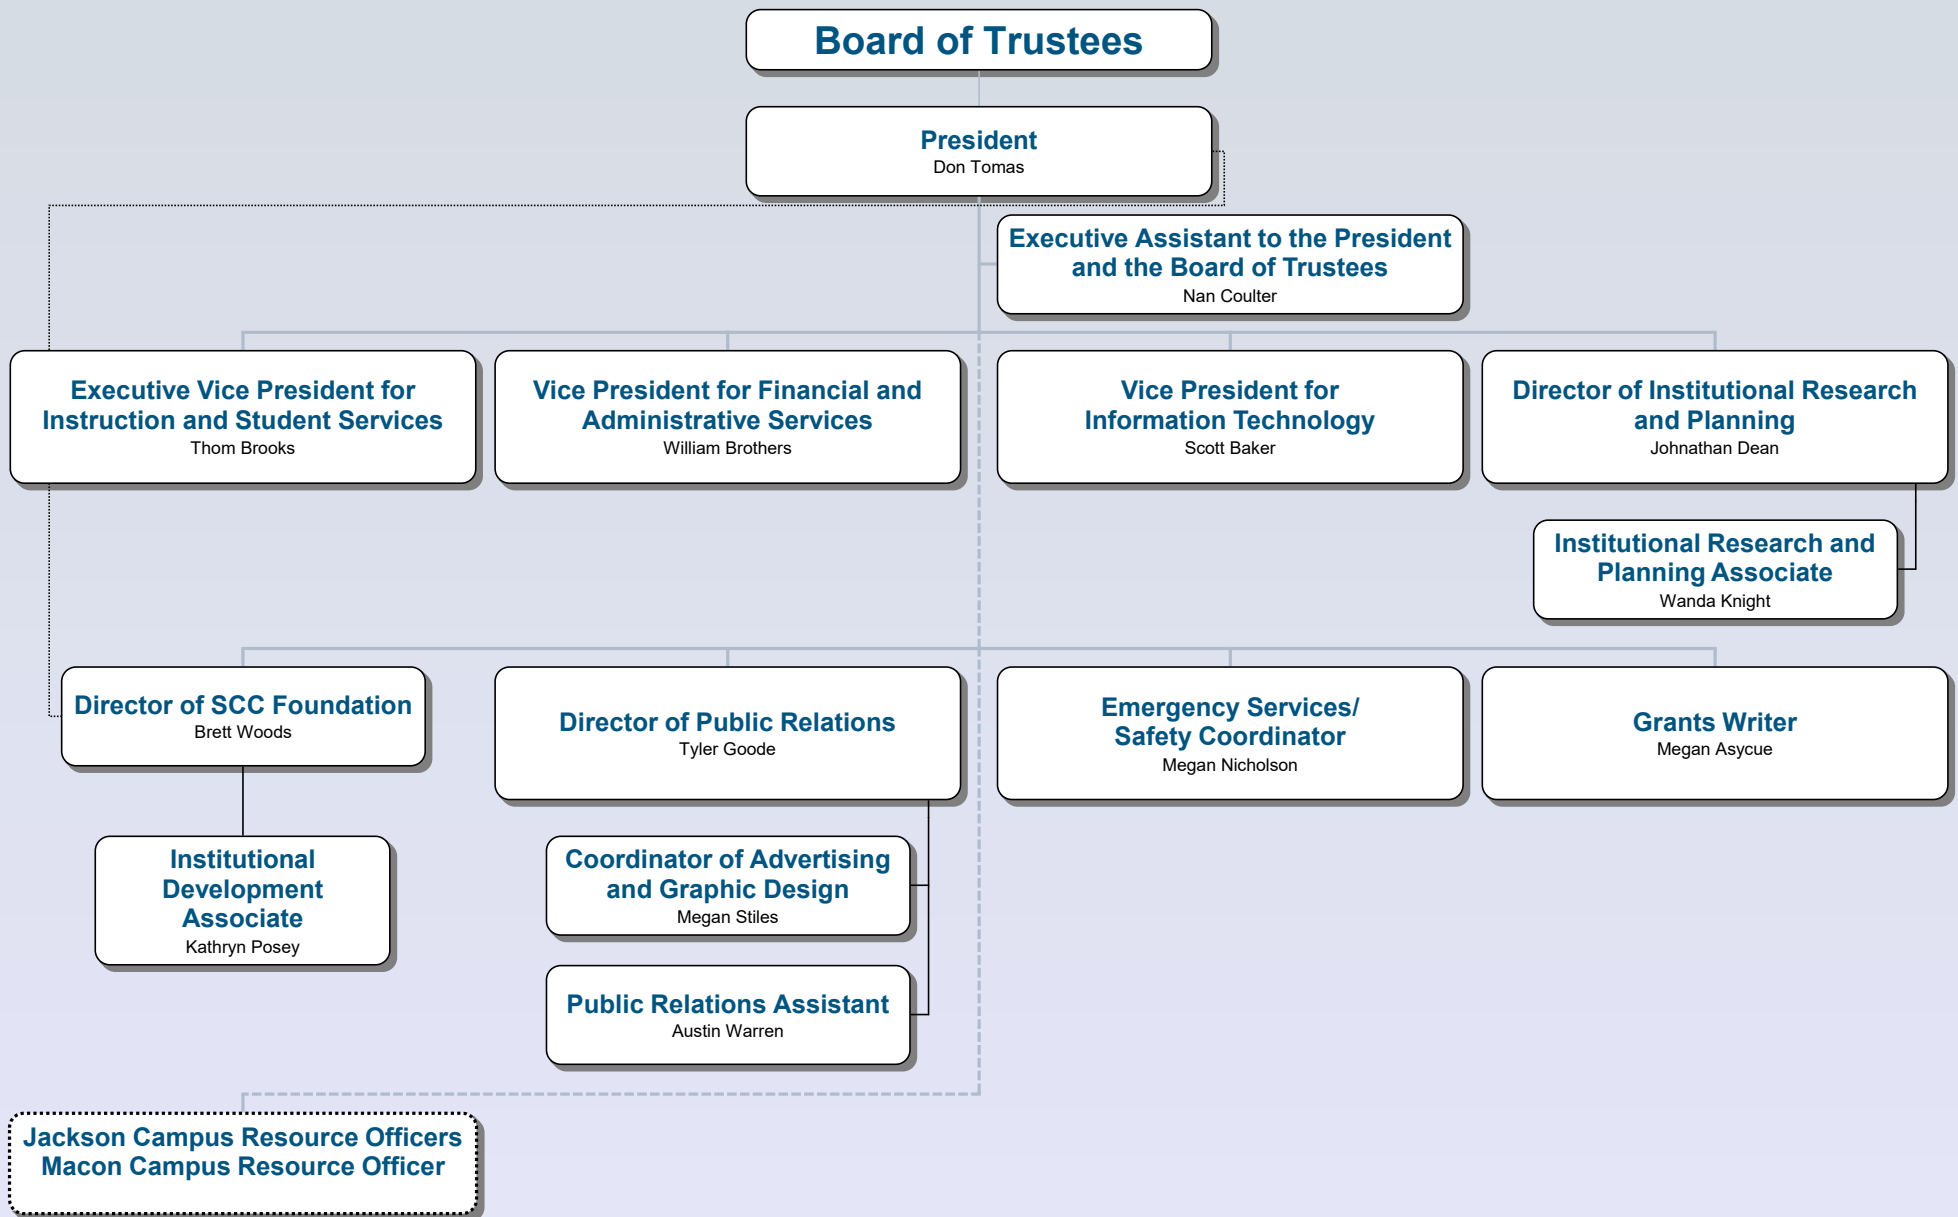 Board of Trustees
President
Don Tomas
Executive Assistant to the President
and the Board of Trustees
Nan Coulter
Executive Vice President for
Instruction and Student Services
Thom Brooks
Vice President for Financial and
Administrative Services
William Brothers
Vice President for
Information Technology
Scott Baker
Director of Institutional Research
and Planning
Johnathan Dean
Institutional Research and
Planning Associate
Wanda Knight
Director of SCC Foundation
Brett Woods
Director of Public Relations
Tyler Goode
Emergency Services/
Safety Coordinator
Megan Nicholson
Grants Writer
Megan Asycue
Institutional
Development
Associate
Kathryn Posey
Coordinator of Advertising
and Graphic Design
Megan Stiles
Public Relations Assistant
Austin Warren
Jackson Campus Resource Officers
Macon Campus Resource Officer